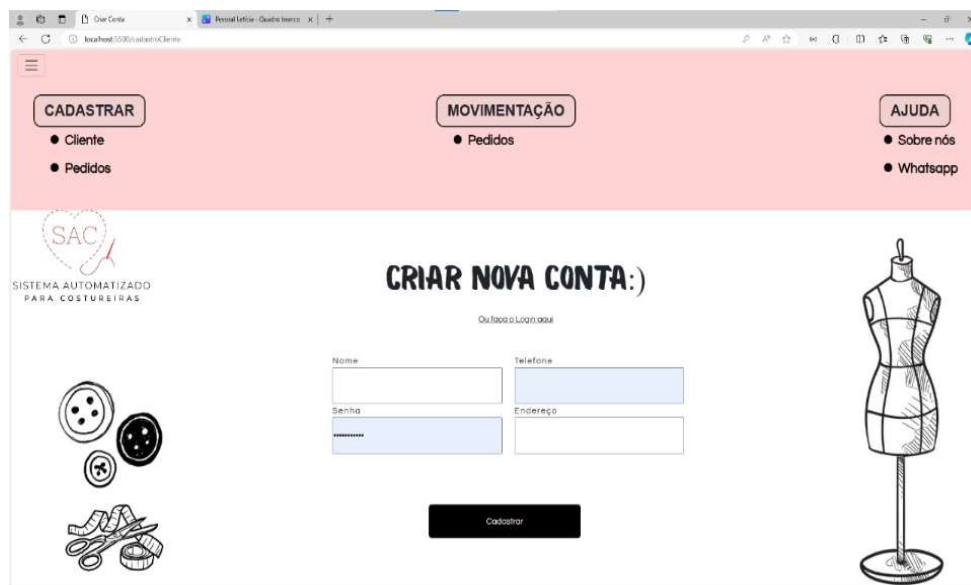 Criar Conta
Pessoal Letícia - Quadro branco
localhost:5500/cadastroCliente
CADASTRAR
Cliente
Pedidos
MOVIMENTAÇÃO
Pedidos
AJUDA
Sobre nós
Whatsapp
SAC
SISTEMA AUTOMATIZADO
PARA COSTUREIRAS
CRIAR NOVA CONTA:)
Ou faça o Login aqui
Nome
Telefone
Senha
Endereço
Cadastrar